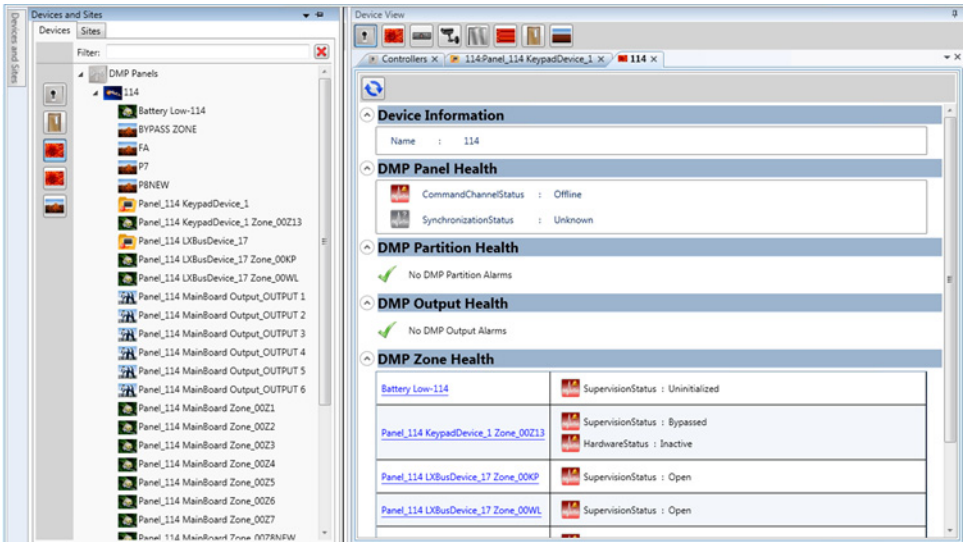 Devices and Sites
Devices and Sites
Devices Sites
Filter:
DMP Panels
114
Battery Low-114
BYPASS ZONE
FA
P7
P8NEW
Panel_114 KeypadDevice_1
Panel_114 KeypadDevice_1 Zone_00Z13
Panel_114 LXBusDevice_17
Panel_114 LXBusDevice_17 Zone_00KP
Panel_114 LXBusDevice_17 Zone_00WL
Panel_114 MainBoard Output_OUTPUT 1
Panel_114 MainBoard Output_OUTPUT 2
Panel_114 MainBoard Output_OUTPUT 3
Panel_114 MainBoard Output_OUTPUT 4
Panel_114 MainBoard Output_OUTPUT 5
Panel_114 MainBoard Output_OUTPUT 6
Panel_114 MainBoard Zone_00Z1
Panel_114 MainBoard Zone_00Z2
Panel_114 MainBoard Zone_00Z3
Panel_114 MainBoard Zone_00Z4
Panel_114 MainBoard Zone_00Z5
Panel_114 MainBoard Zone_00Z6
Panel_114 MainBoard Zone_00Z7
Panel_114 MainBoard Zone_00Z8NEW
Device View
Controllers X 114:Panel_114 KeypadDevice_1 X 114 X
Device Information
Name : 114
DMP Panel Health
CommandChannelStatus : Offline
SynchronizationStatus : Unknown
DMP Partition Health
No DMP Partition Alarms
DMP Output Health
No DMP Output Alarms
DMP Zone Health
Battery Low-114 SupervisionStatus : Uninitialized
Panel_114 KeypadDevice_1 Zone_00Z13 SupervisionStatus : Bypassed
HardwareStatus : Inactive
Panel_114 LXBusDevice_17 Zone_00KP SupervisionStatus : Open
Panel_114 LXBusDevice_17 Zone_00WL SupervisionStatus : Open